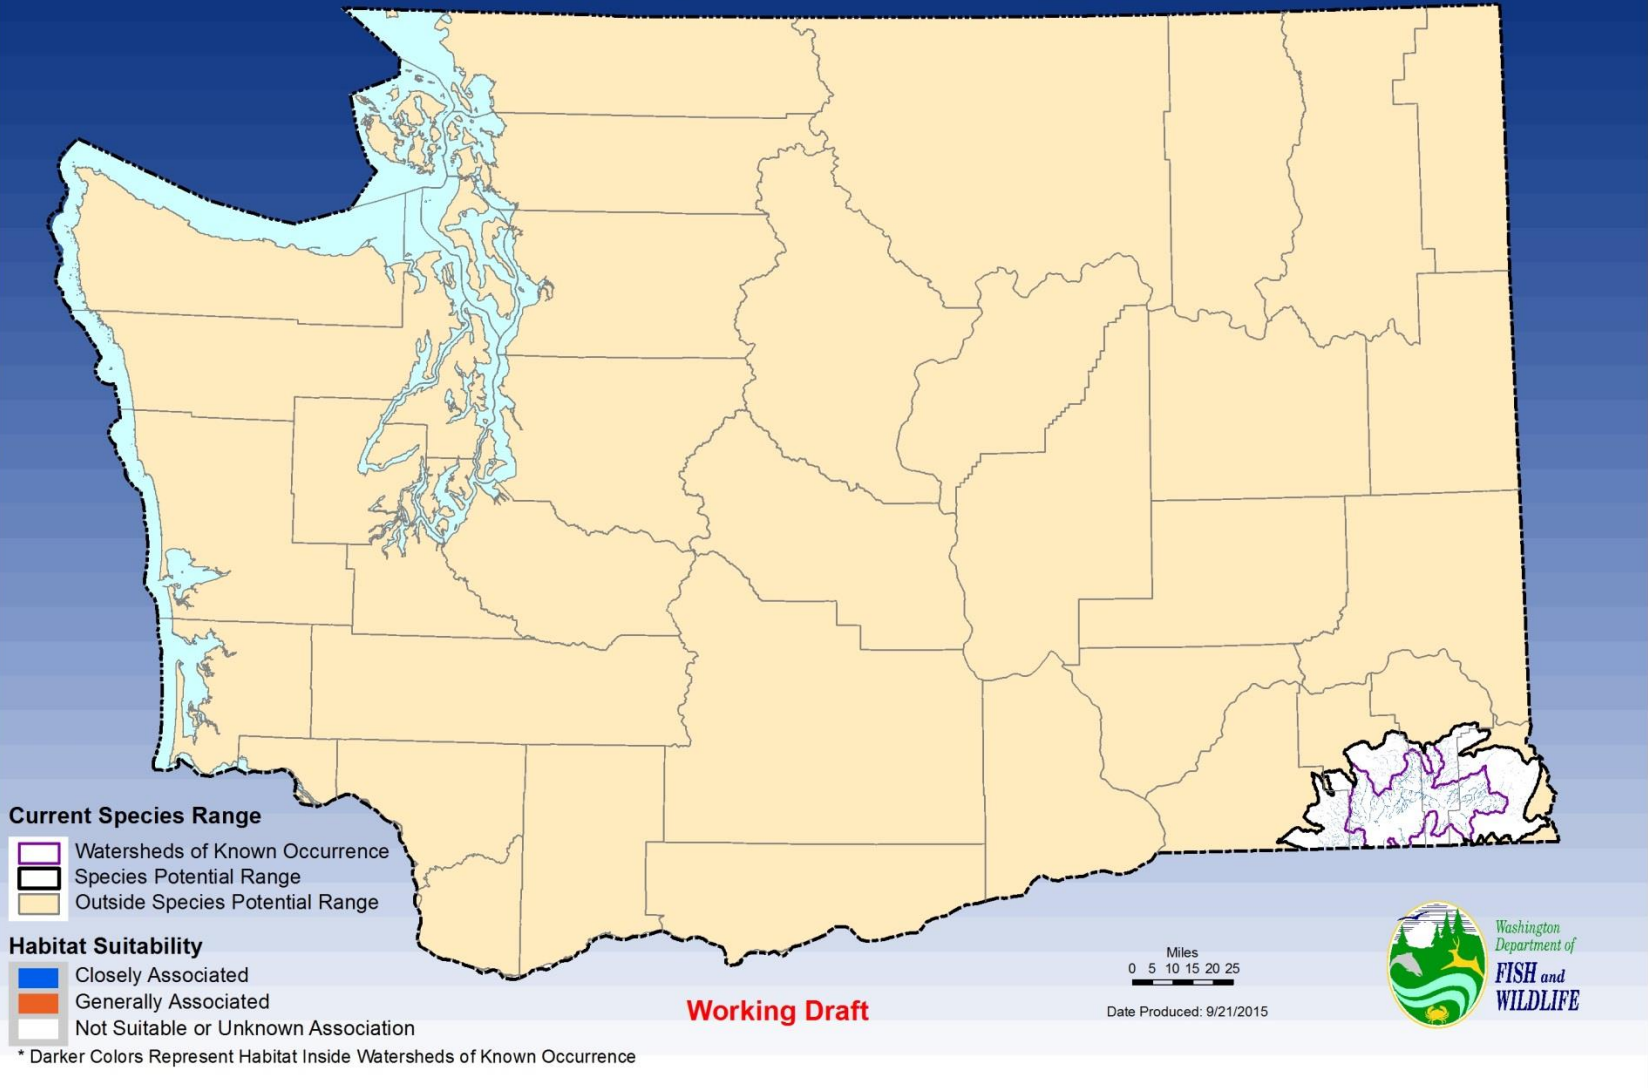 Current Species Range
Watersheds of Known Occurrence
Species Potential Range
Outside Species Potential Range
Habitat Suitability
Closely Associated
Generally Associated
Not Suitable or Unknown Association
* Darker Colors Represent Habitat Inside Watersheds of Known Occurrence
Working Draft
Miles
0 5 10 15 20 25
Date Produced: 9/21/2015
Washington
Department of
FISH and
WILDLIFE